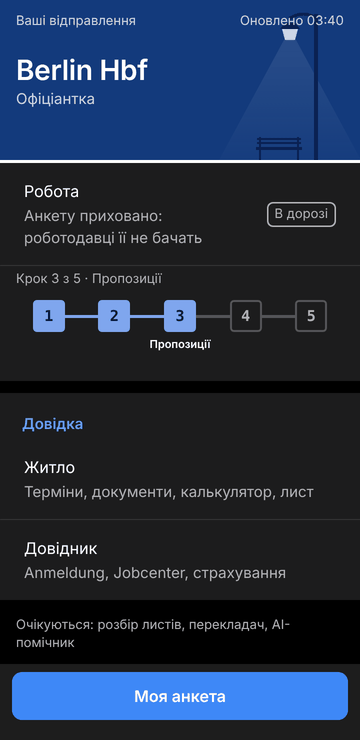 Ваші відправлення
Оновлено 03:40
Berlin Hbf
Офіціантка
Робота
Анкету приховано:
роботодавці її не бачать
В дорозі
Крок 3 з 5 · Пропозиції
1 2 3 4 5
Пропозиції
Довідка
Житло
Терміни, документи, калькулятор, лист
Довідник
Anmeldung, Jobcenter, страхування
Очікуються: розбір листів, перекладач, AI-
помічник
Моя анкета